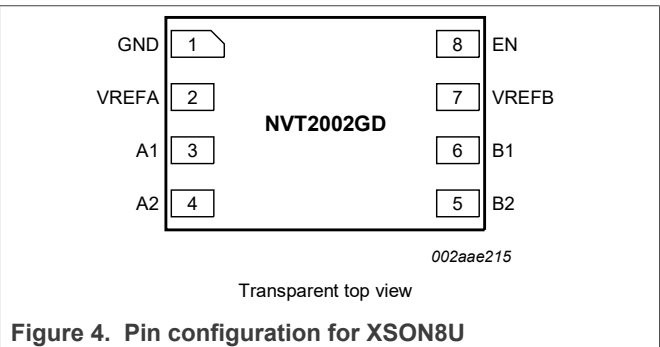 GND 1 8 EN
VREFA 2 7 VREFB
NVT2002GD
A1 3 6 B1
A2 4 5 B2
002aae215
Transparent top view
Figure 4. Pin configuration for XSON8U